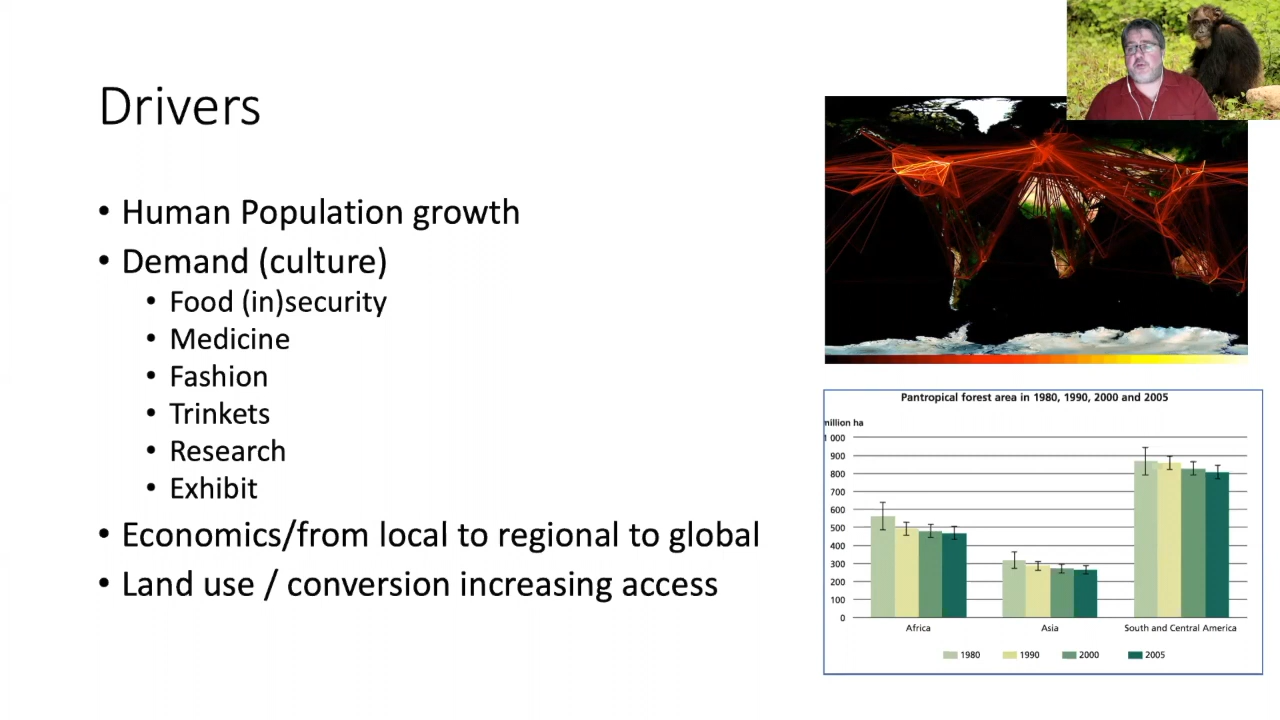 Drivers
• Human Population growth
• Demand (culture)
• Food (in)security
• Medicine
• Fashion
• Trinkets
• Research
• Exhibit
• Economics/from local to regional to global
• Land use / conversion increasing access
Pantropical forest area in 1980, 1990, 2000 and 2005
million ha
1 000
900
800
700
600
500
400
300
200
100
0
Africa Asia South and Central America
1980 1990 2000 2005